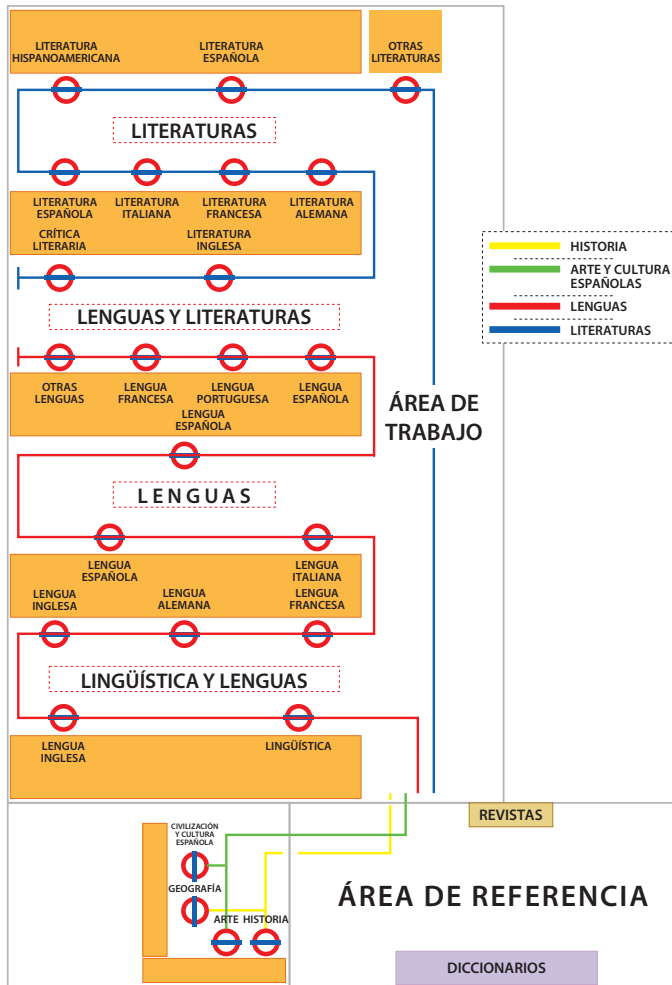 LITERATURA
HISPANOAMERICANA
LITERATURA
ESPAÑOLA
OTRAS
LITERATURAS
LITERATURAS
LITERATURA
ESPAÑOLA
LITERATURA
ITALIANA
LITERATURA
FRANCESA
LITERATURA
ALEMANA
CRÍTICA
LITERARIA
LITERATURA
INGLESA
HISTORIA
ARTE Y CULTURA
ESPAÑOLAS
LENGUAS
LITERATURAS
LENGUAS Y LITERATURAS
OTRAS
LENGUAS
LENGUA
FRANCESA
LENGUA
PORTUGUESA
LENGUA
ESPAÑOLA
LENGUA
ESPAÑOLA
ÁREA DE
TRABAJO
LENGUAS
LENGUA
ESPAÑOLA
LENGUA
ITALIANA
LENGUA
INGLESA
LENGUA
ALEMANA
LENGUA
FRANCESA
LINGÜÍSTICA Y LENGUAS
LENGUA
INGLESA
LINGÜÍSTICA
REVISTAS
CIVILIZACIÓN
Y CULTURA
ESPAÑOLA
GEOGRAFÍA
ARTE
HISTORIA
ÁREA DE REFERENCIA
DICCIONARIOS